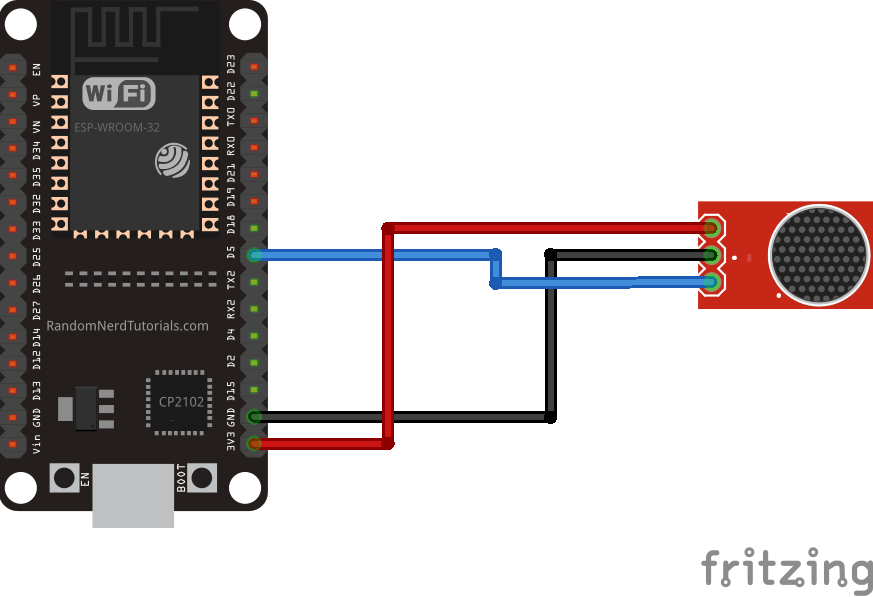 EN
VP
VN
D34
D35
D32
D33
D25
D26
D27
D14
D12
D13
GND
Vin
WiFi
ESP-WROOM-32
RandomNerdTutorials.com
CP2102
EN
BOOT
D23
D22
TX0
RX0
D21
D19
D18
D5
TX2
RX2
D4
D2
D15
GND
3V3
fritzing